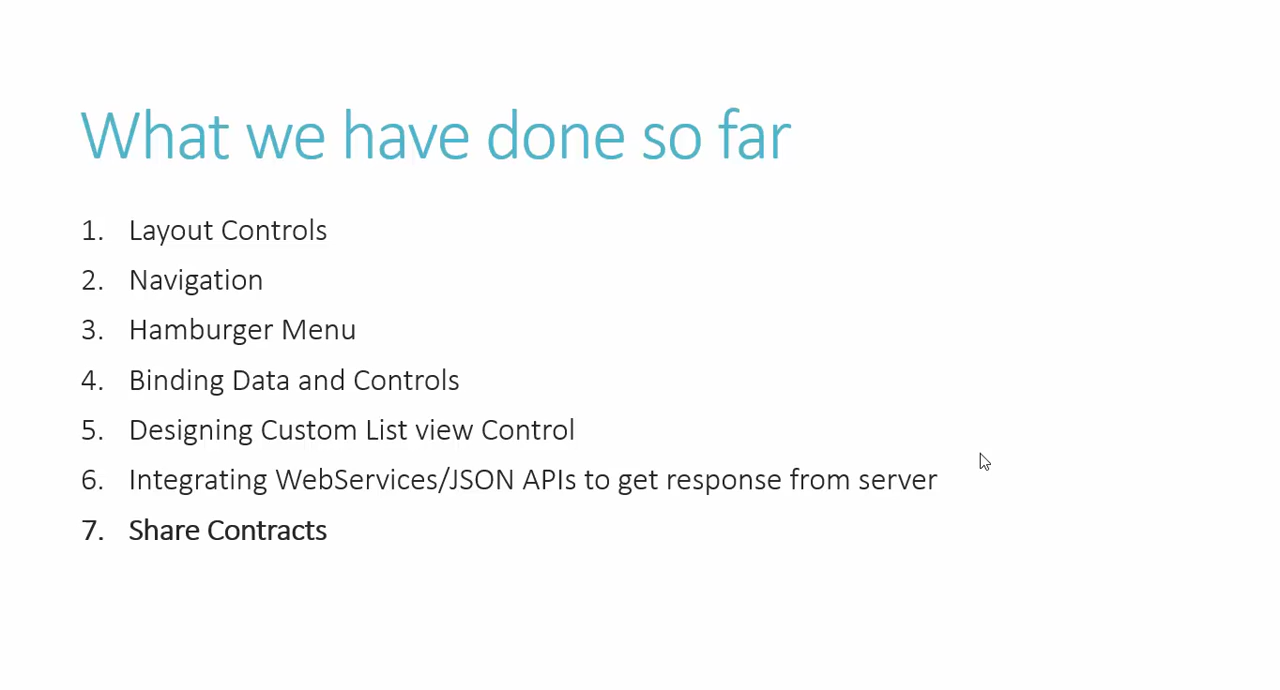 What we have done so far
1. Layout Controls
2. Navigation
3. Hamburger Menu
4. Binding Data and Controls
5. Designing Custom List view Control
6. Integrating WebServices/JSON APIs to get response from server
7. Share Contracts